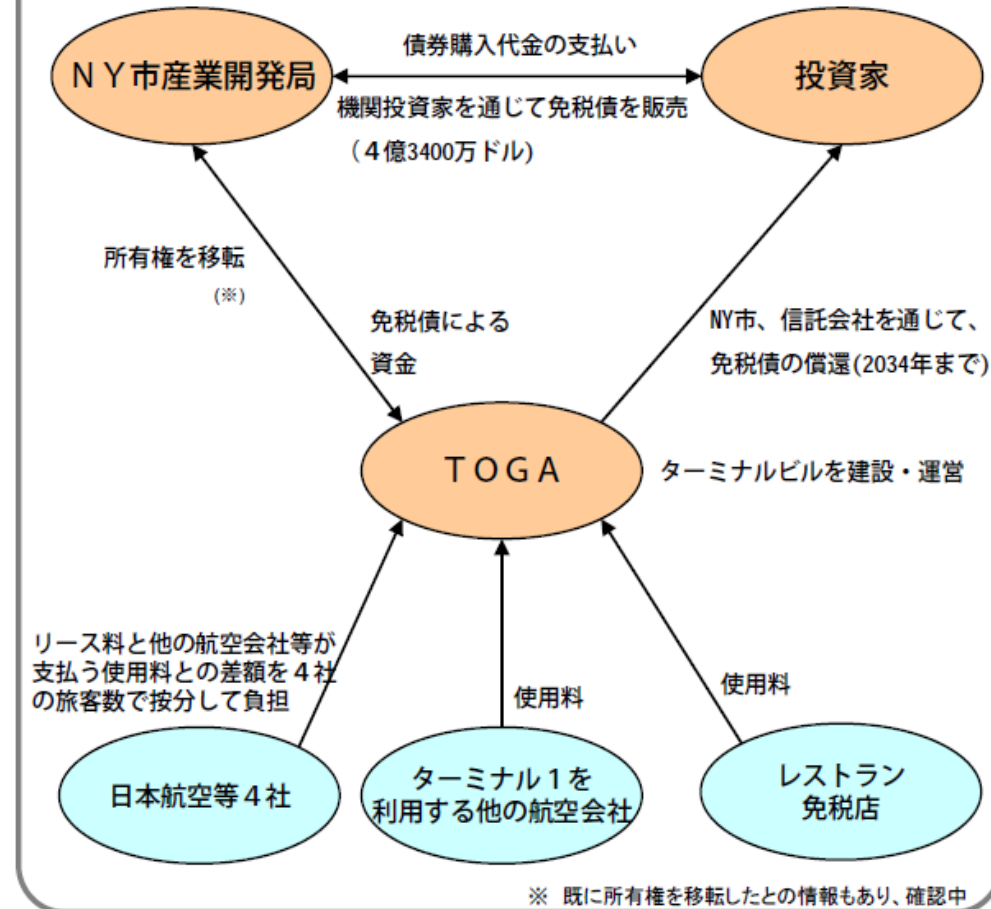 債券購入代金の支払い
ＮＹ市産業開発局
投資家
機関投資家を通じて免税債を販売
（４億3400万ドル)
所有権を移転
(※)
免税債による
資金
NY市、信託会社を通じて、
免税債の償還(2034年まで)
ＴＯＧＡ
ターミナルビルを建設・運営
リース料と他の航空会社等が
支払う使用料との差額を４社
の旅客数で按分して負担
使用料
使用料
日本航空等４社
ターミナル１を
利用する他の航空会社
レストラン
免税店
※ 既に所有権を移転したとの情報もあり、確認中